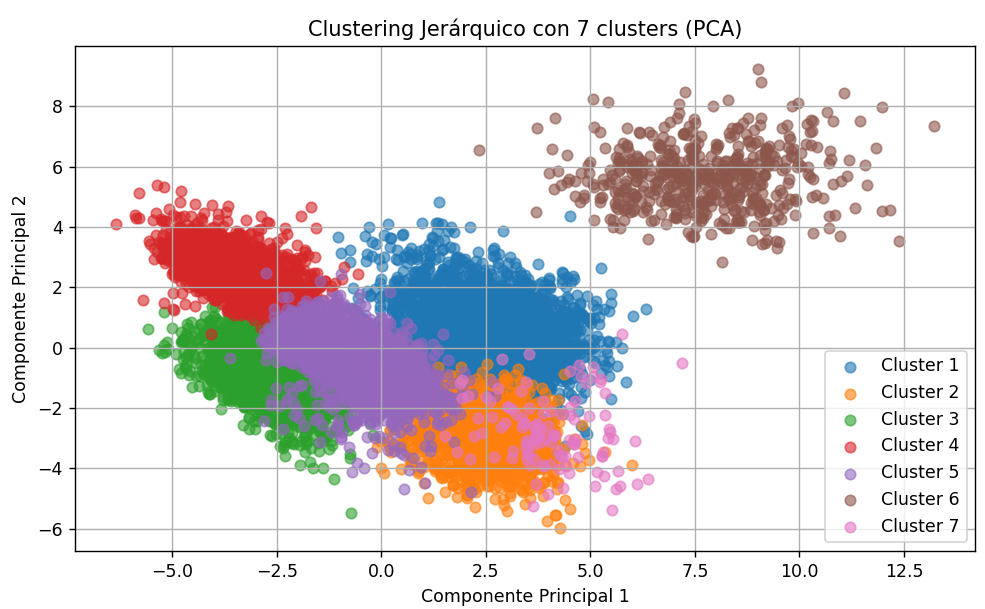 Clustering Jerárquico con 7 clusters (PCA)
Componente Principal 2
8
6
4
2
0
−2
−4
−6
−5.0
−2.5
0.0
2.5
5.0
7.5
10.0
12.5
Componente Principal 1
Cluster 1
Cluster 2
Cluster 3
Cluster 4
Cluster 5
Cluster 6
Cluster 7